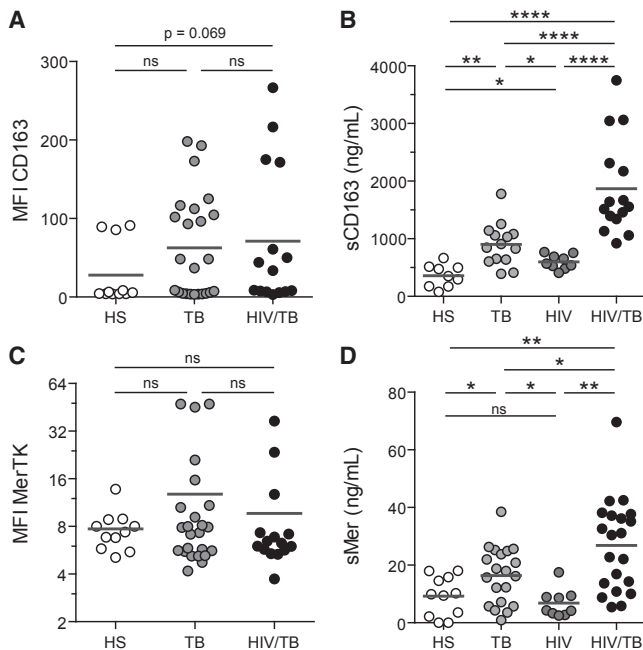 A
p = 0.069
ns
ns
MFI CD163
300
200
100
0
HS
TB
HIV/TB
B
****
****
**
*
****
*
sCD163 (ng/mL)
4000
3000
2000
1000
0
HS
TB
HIV
HIV/TB
C
ns
ns
ns
MFI MerTK
64
32
16
8
4
2
HS
TB
HIV/TB
D
**
*
*
*
**
ns
sMer (ng/mL)
80
60
40
20
0
HS
TB
HIV
HIV/TB